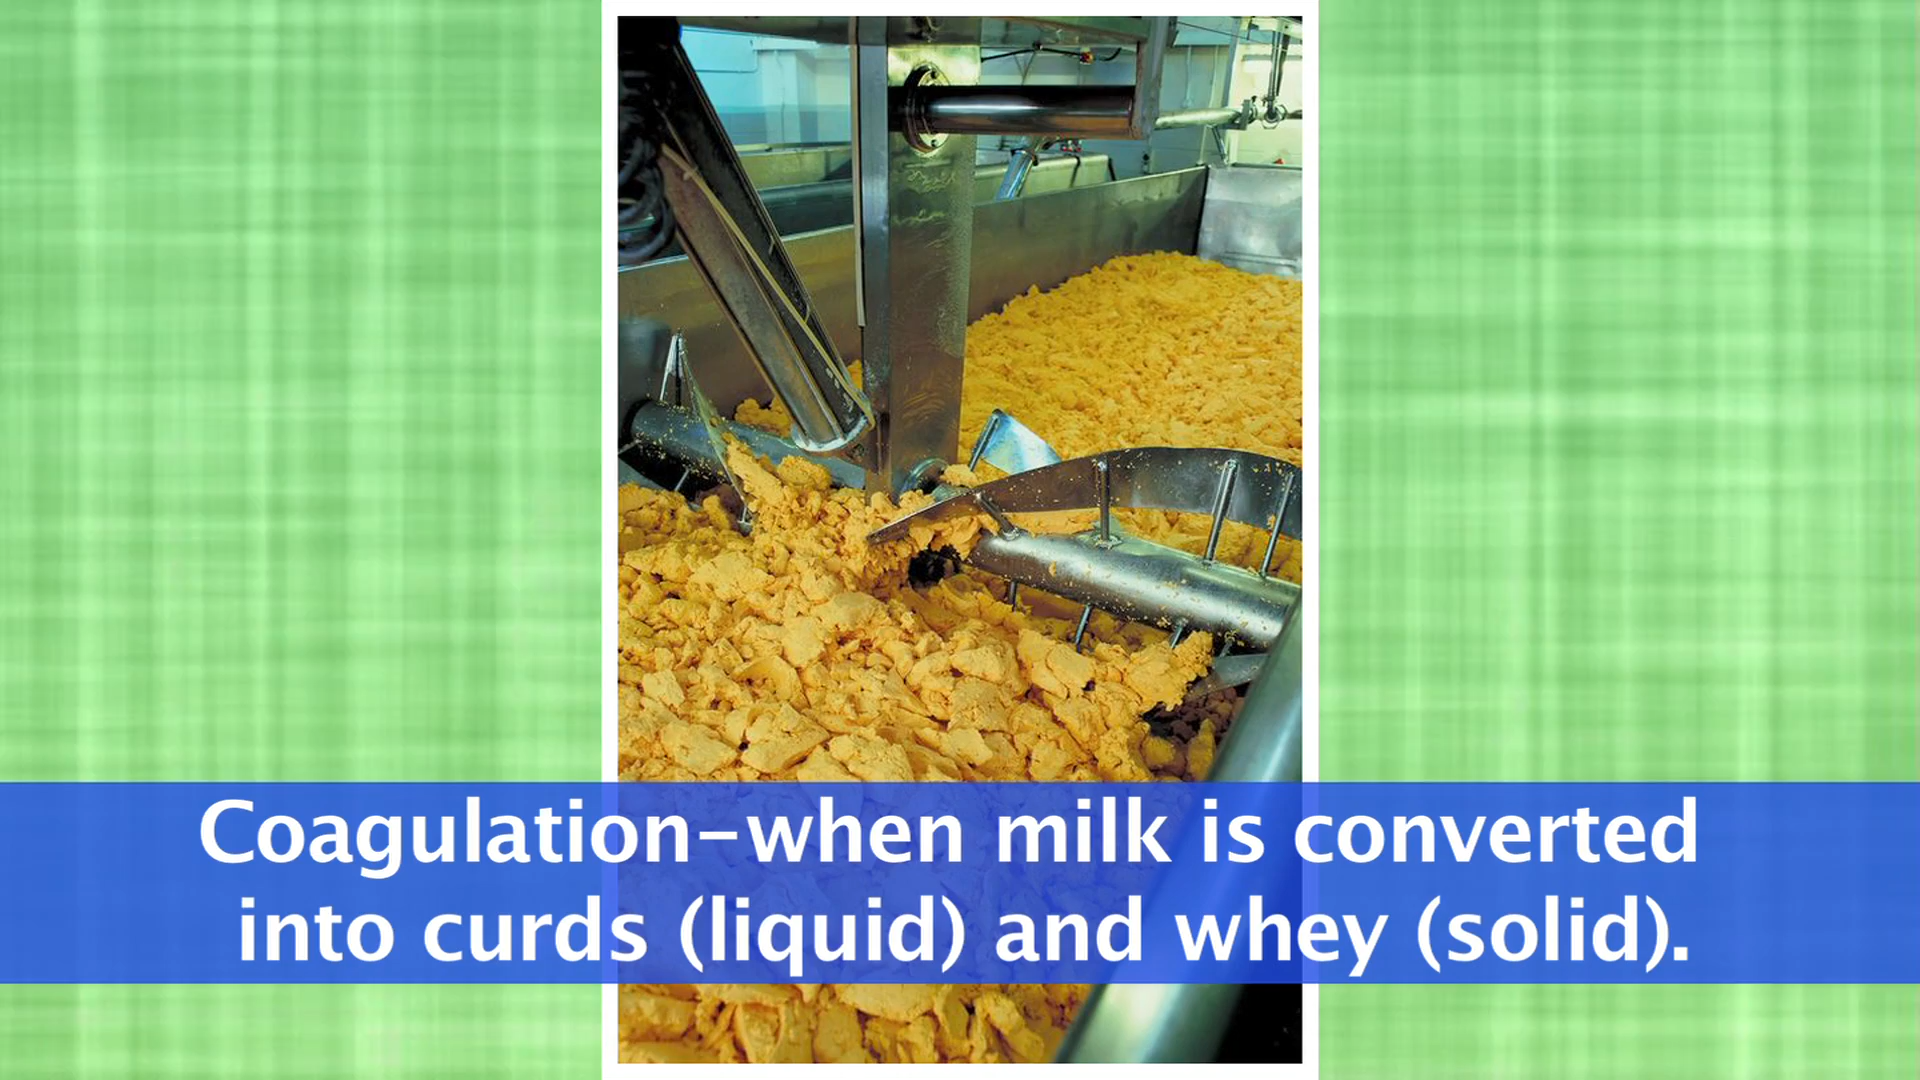 Coagulation–when milk is converted
into curds (liquid) and whey (solid).